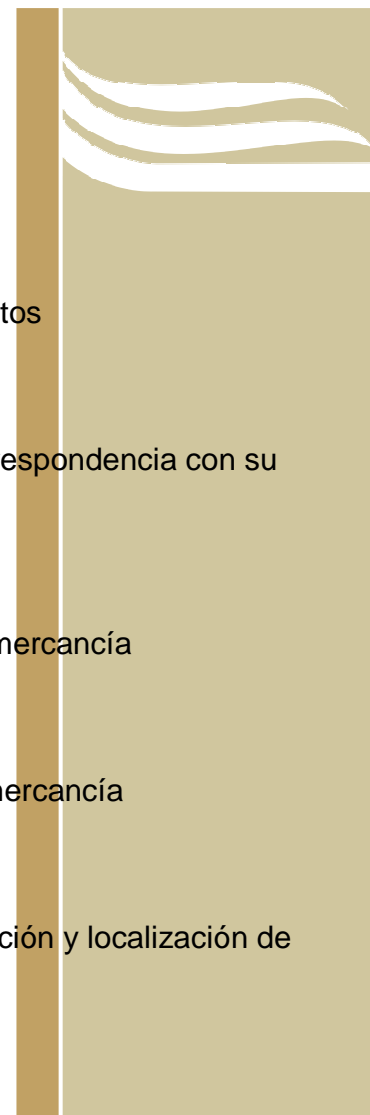 tos
espondencia con su
mercancía
mercancía
ción y localización de